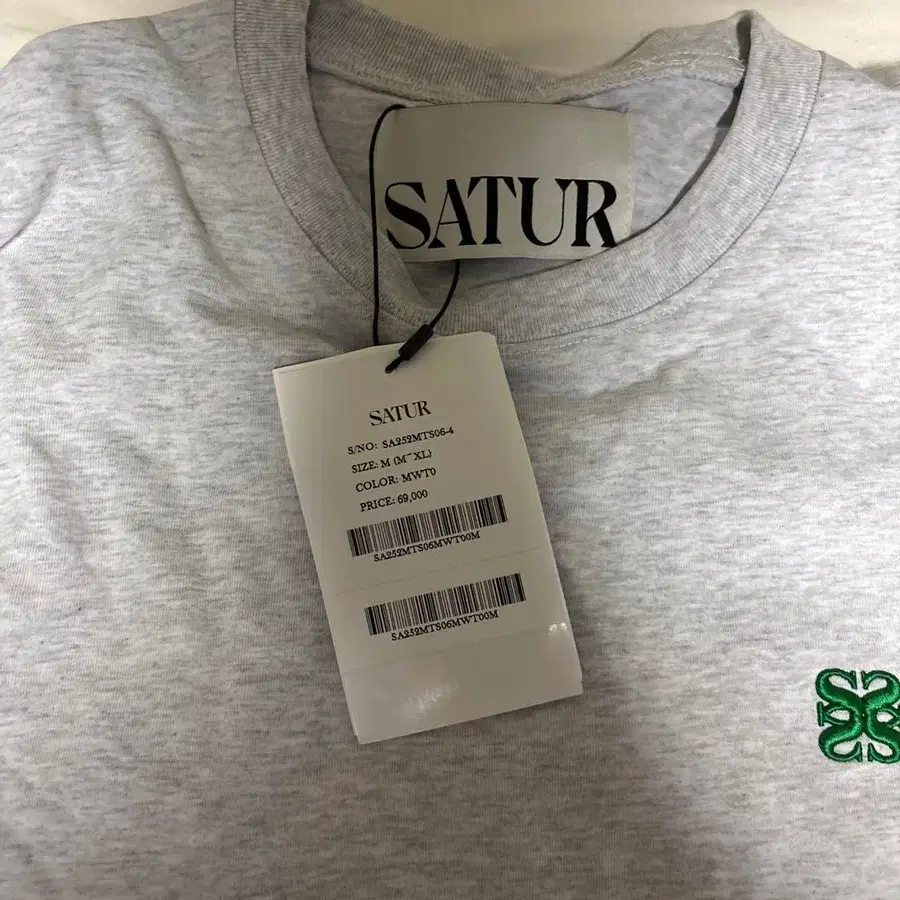 SATUR
SATUR
S/NO: SA252MTS06-4
SIZE: M (M~XL)
COLOR: MWT0
PRICE: 69,000
SA252MTS06MWT00M
SA252MTS06MWT00M